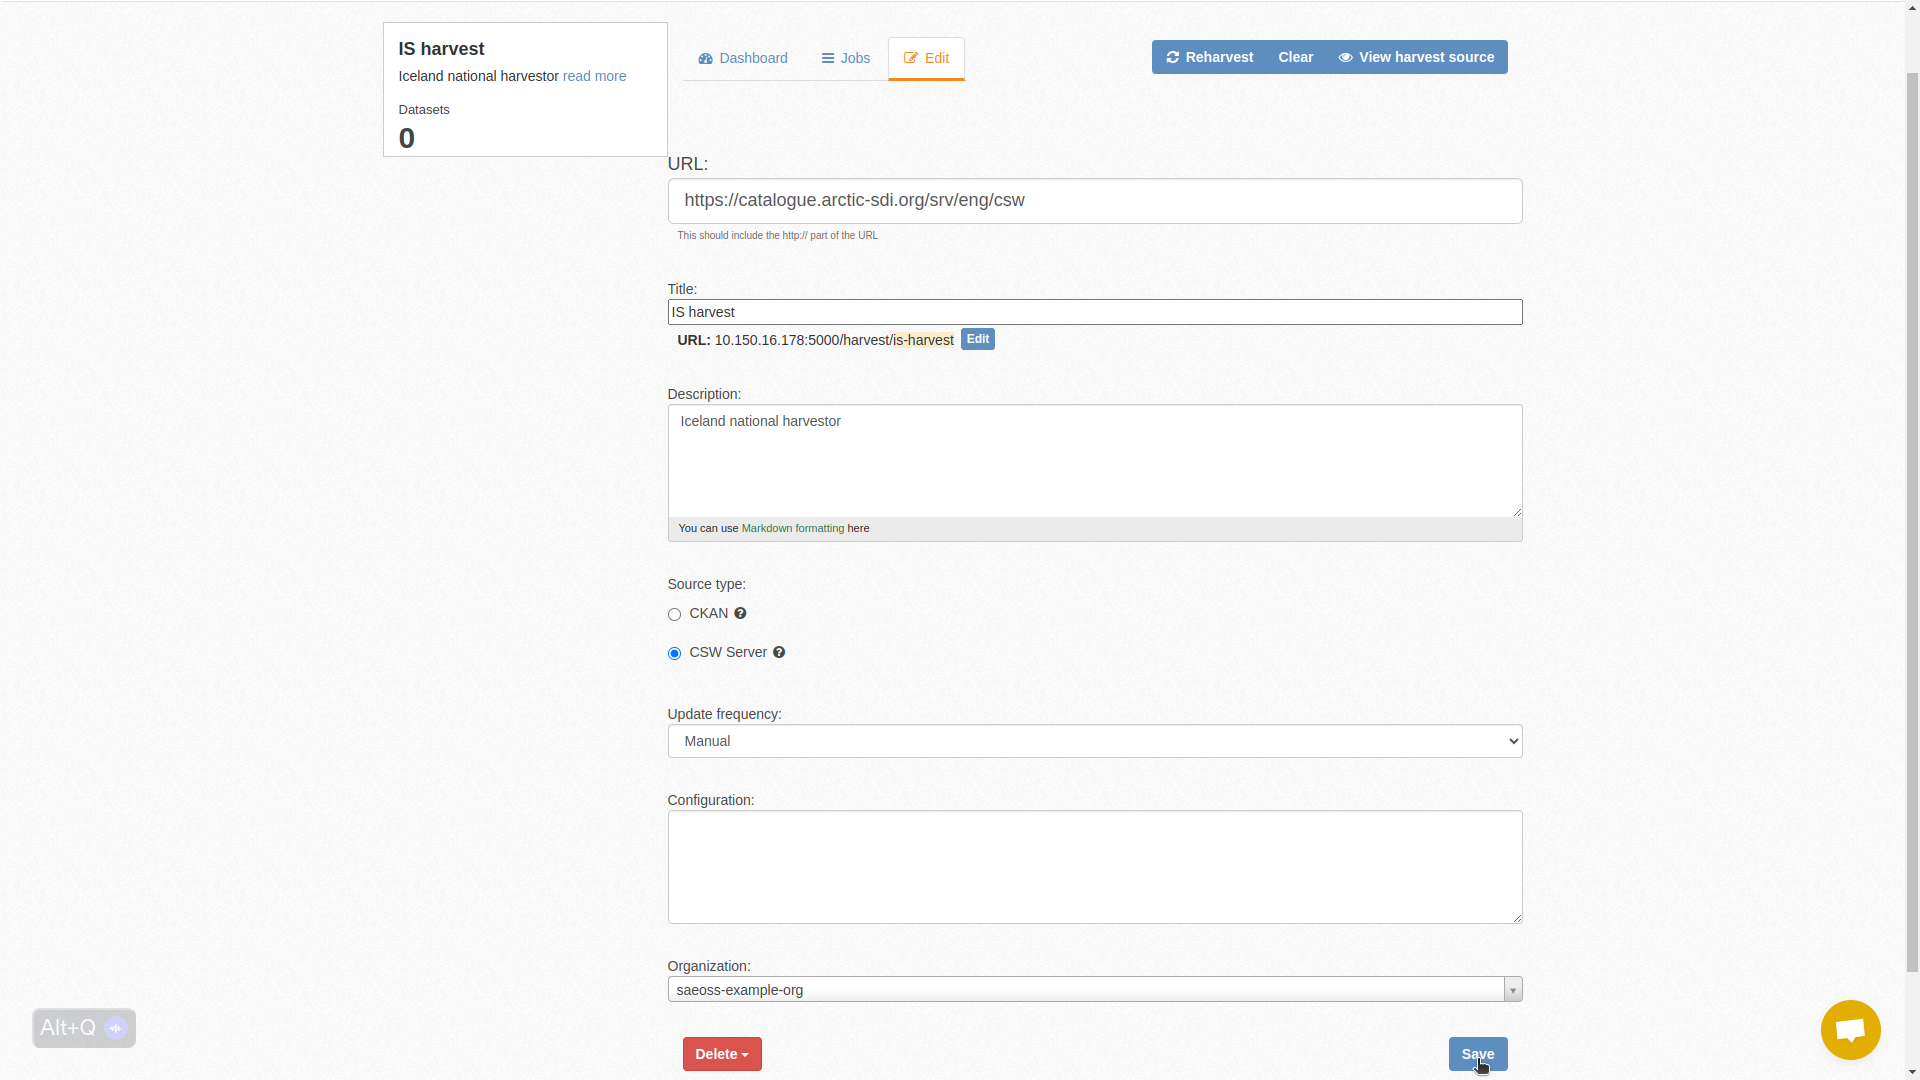 IS harvest
Iceland national harvestor read more
Datasets
0
Dashboard
Jobs
Edit
Reharvest
Clear
View harvest source
URL:
https://catalogue.arctic-sdi.org/srv/eng/csw
This should include the http:// part of the URL
Title:
IS harvest
URL: 10.150.16.178:5000/harvest/is-harvest Edit
Description:
Iceland national harvestor
You can use Markdown formatting here
Source type:
CKAN
CSW Server
Update frequency:
Manual
Configuration:
Organization:
saeoss-example-org
Alt+Q
Delete
Save